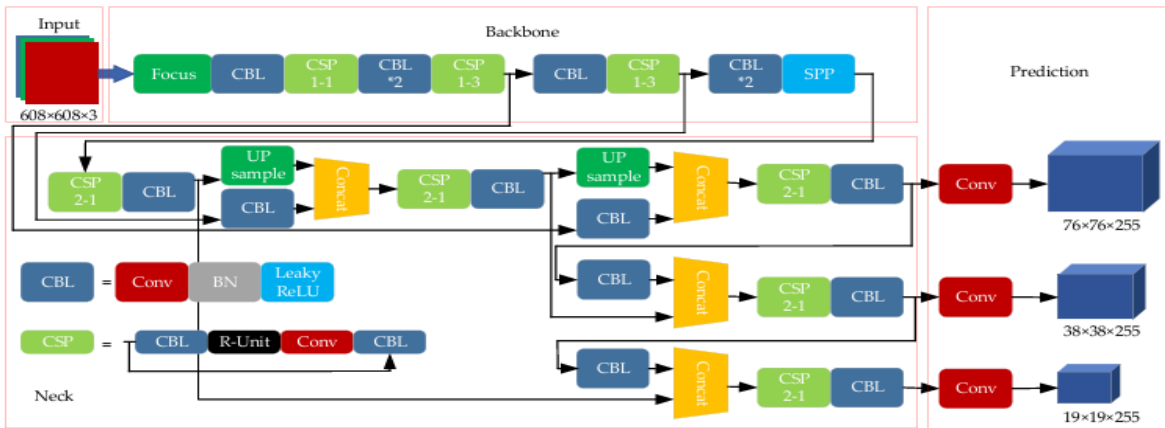 Input
608×608×3
Backbone
Focus
CBL
CSP
1-1
CBL
*2
CSP
1-3
CBL
CSP
1-3
CBL
*2
SPP
Prediction
CSP
2-1
CBL
UP
sample
CBL
Concat
CSP
2-1
CBL
UP
sample
CBL
Concat
CSP
2-1
CBL
Conv
76×76×255
CBL
Concat
CSP
2-1
CBL
Conv
38×38×255
CBL
Concat
CSP
2-1
CBL
Conv
19×19×255
CBL = Conv BN Leaky
ReLU
CSP = CBL R-Unit Conv CBL
Neck